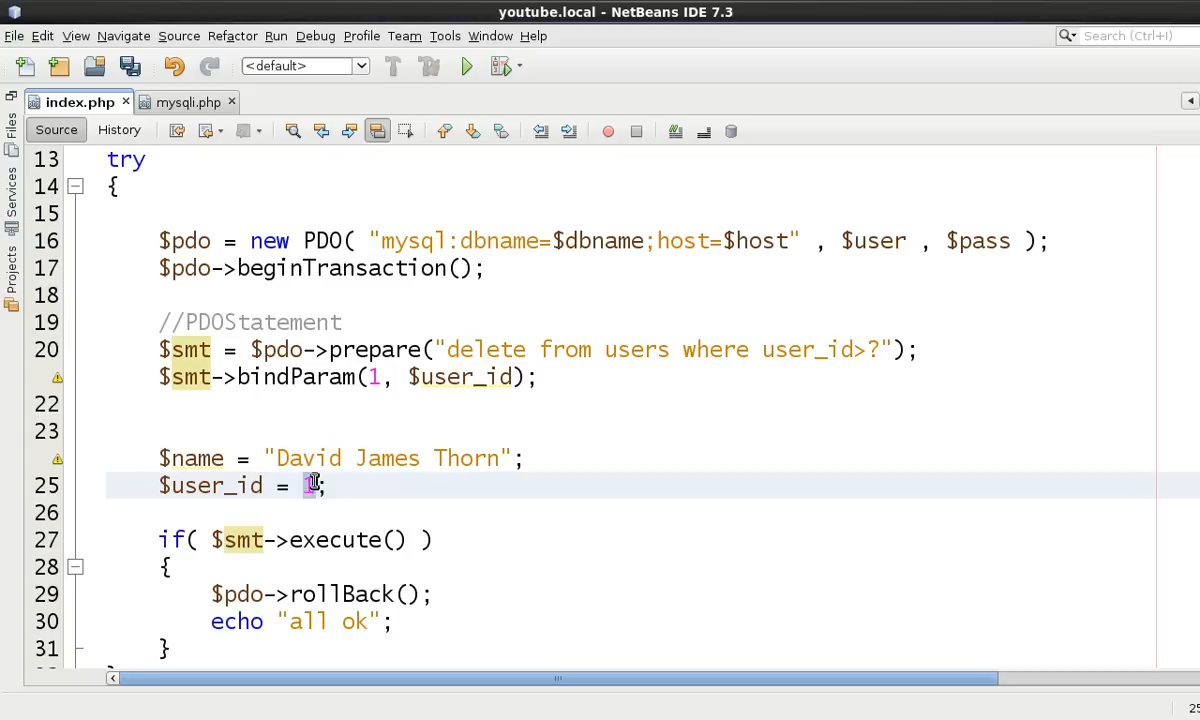 youtube.local - NetBeans IDE 7.3
File Edit View Navigate Source Refactor Run Debug Profile Team Tools Window Help
Search (Ctrl+I)
<default>
index.php mysqli.php
Source History
Files
Services
Projects
13 try
14 {
15
16 $pdo = new PDO( "mysql:dbname=$dbname;host=$host" , $user , $pass );
17 $pdo->beginTransaction();
18
19 //PDOStatement
20 $smt = $pdo->prepare("delete from users where user_id>?");
$smt->bindParam(1, $user_id);
22
23
$name = "David James Thorn";
25 $user_id = 1;
26
27 if( $smt->execute() )
28 {
29 $pdo->rollBack();
30 echo "all ok";
31 }